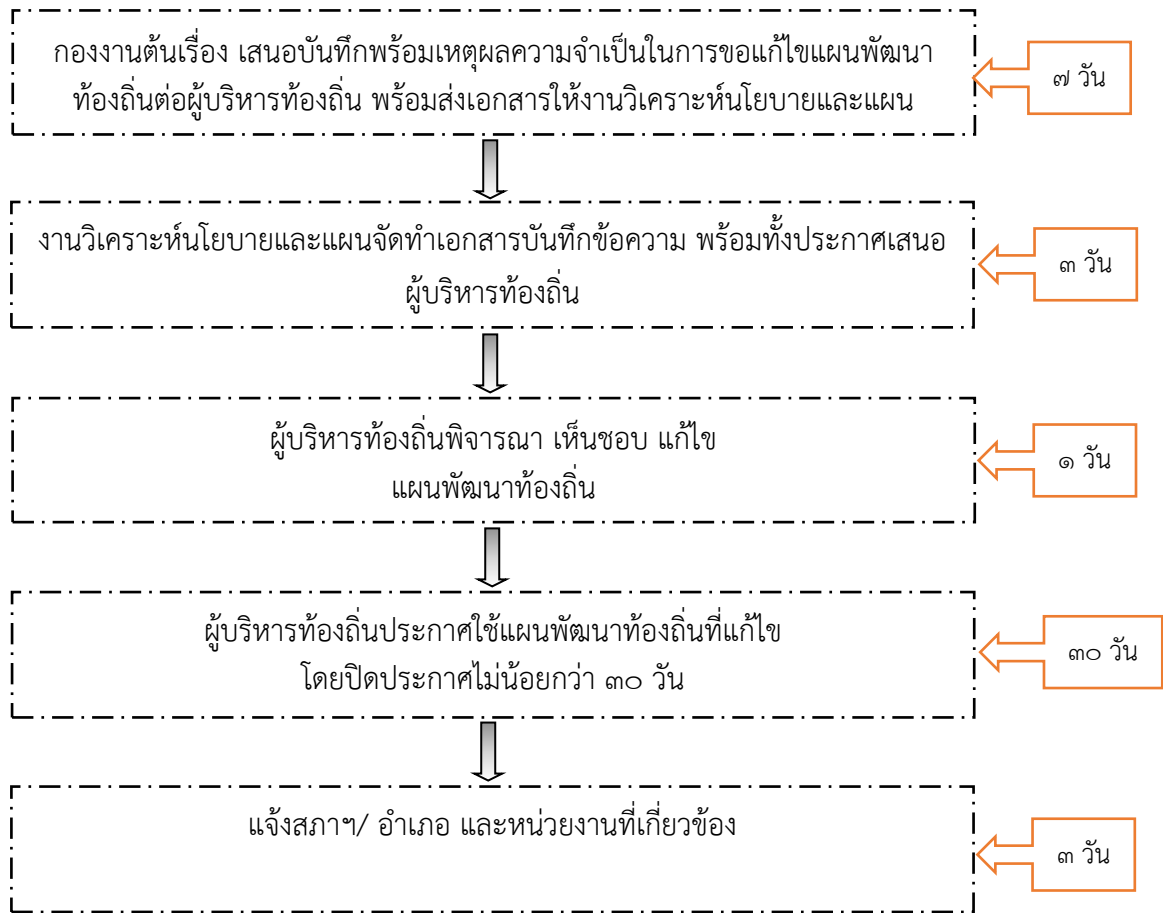 กองงานต้นเรื่อง เสนอบันทึกพร้อมเหตุผลความจำเป็นในการขอแก้ไขแผนพัฒนา
ท้องถิ่นต่อผู้บริหารท้องถิ่น พร้อมส่งเอกสารให้งานวิเคราะห์นโยบายและแผน
๗ วัน
งานวิเคราะห์นโยบายและแผนจัดทำเอกสารบันทึกข้อความ พร้อมทั้งประกาศเสนอ
ผู้บริหารท้องถิ่น
๓ วัน
ผู้บริหารท้องถิ่นพิจารณา เห็นชอบ แก้ไข
แผนพัฒนาท้องถิ่น
๑ วัน
ผู้บริหารท้องถิ่นประกาศใช้แผนพัฒนาท้องถิ่นที่แก้ไข
โดยปิดประกาศไม่น้อยกว่า ๓๐ วัน
๓๐ วัน
แจ้งสภาฯ/ อำเภอ และหน่วยงานที่เกี่ยวข้อง
๓ วัน